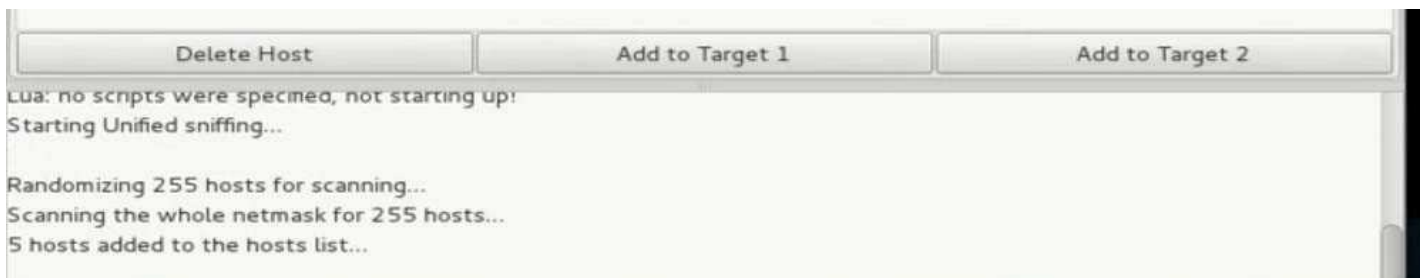 Delete Host
Add to Target 1
Add to Target 2
Lua: no scripts were specified, not starting up!
Starting Unified sniffing...
Randomizing 255 hosts for scanning...
Scanning the whole netmask for 255 hosts...
5 hosts added to the hosts list...